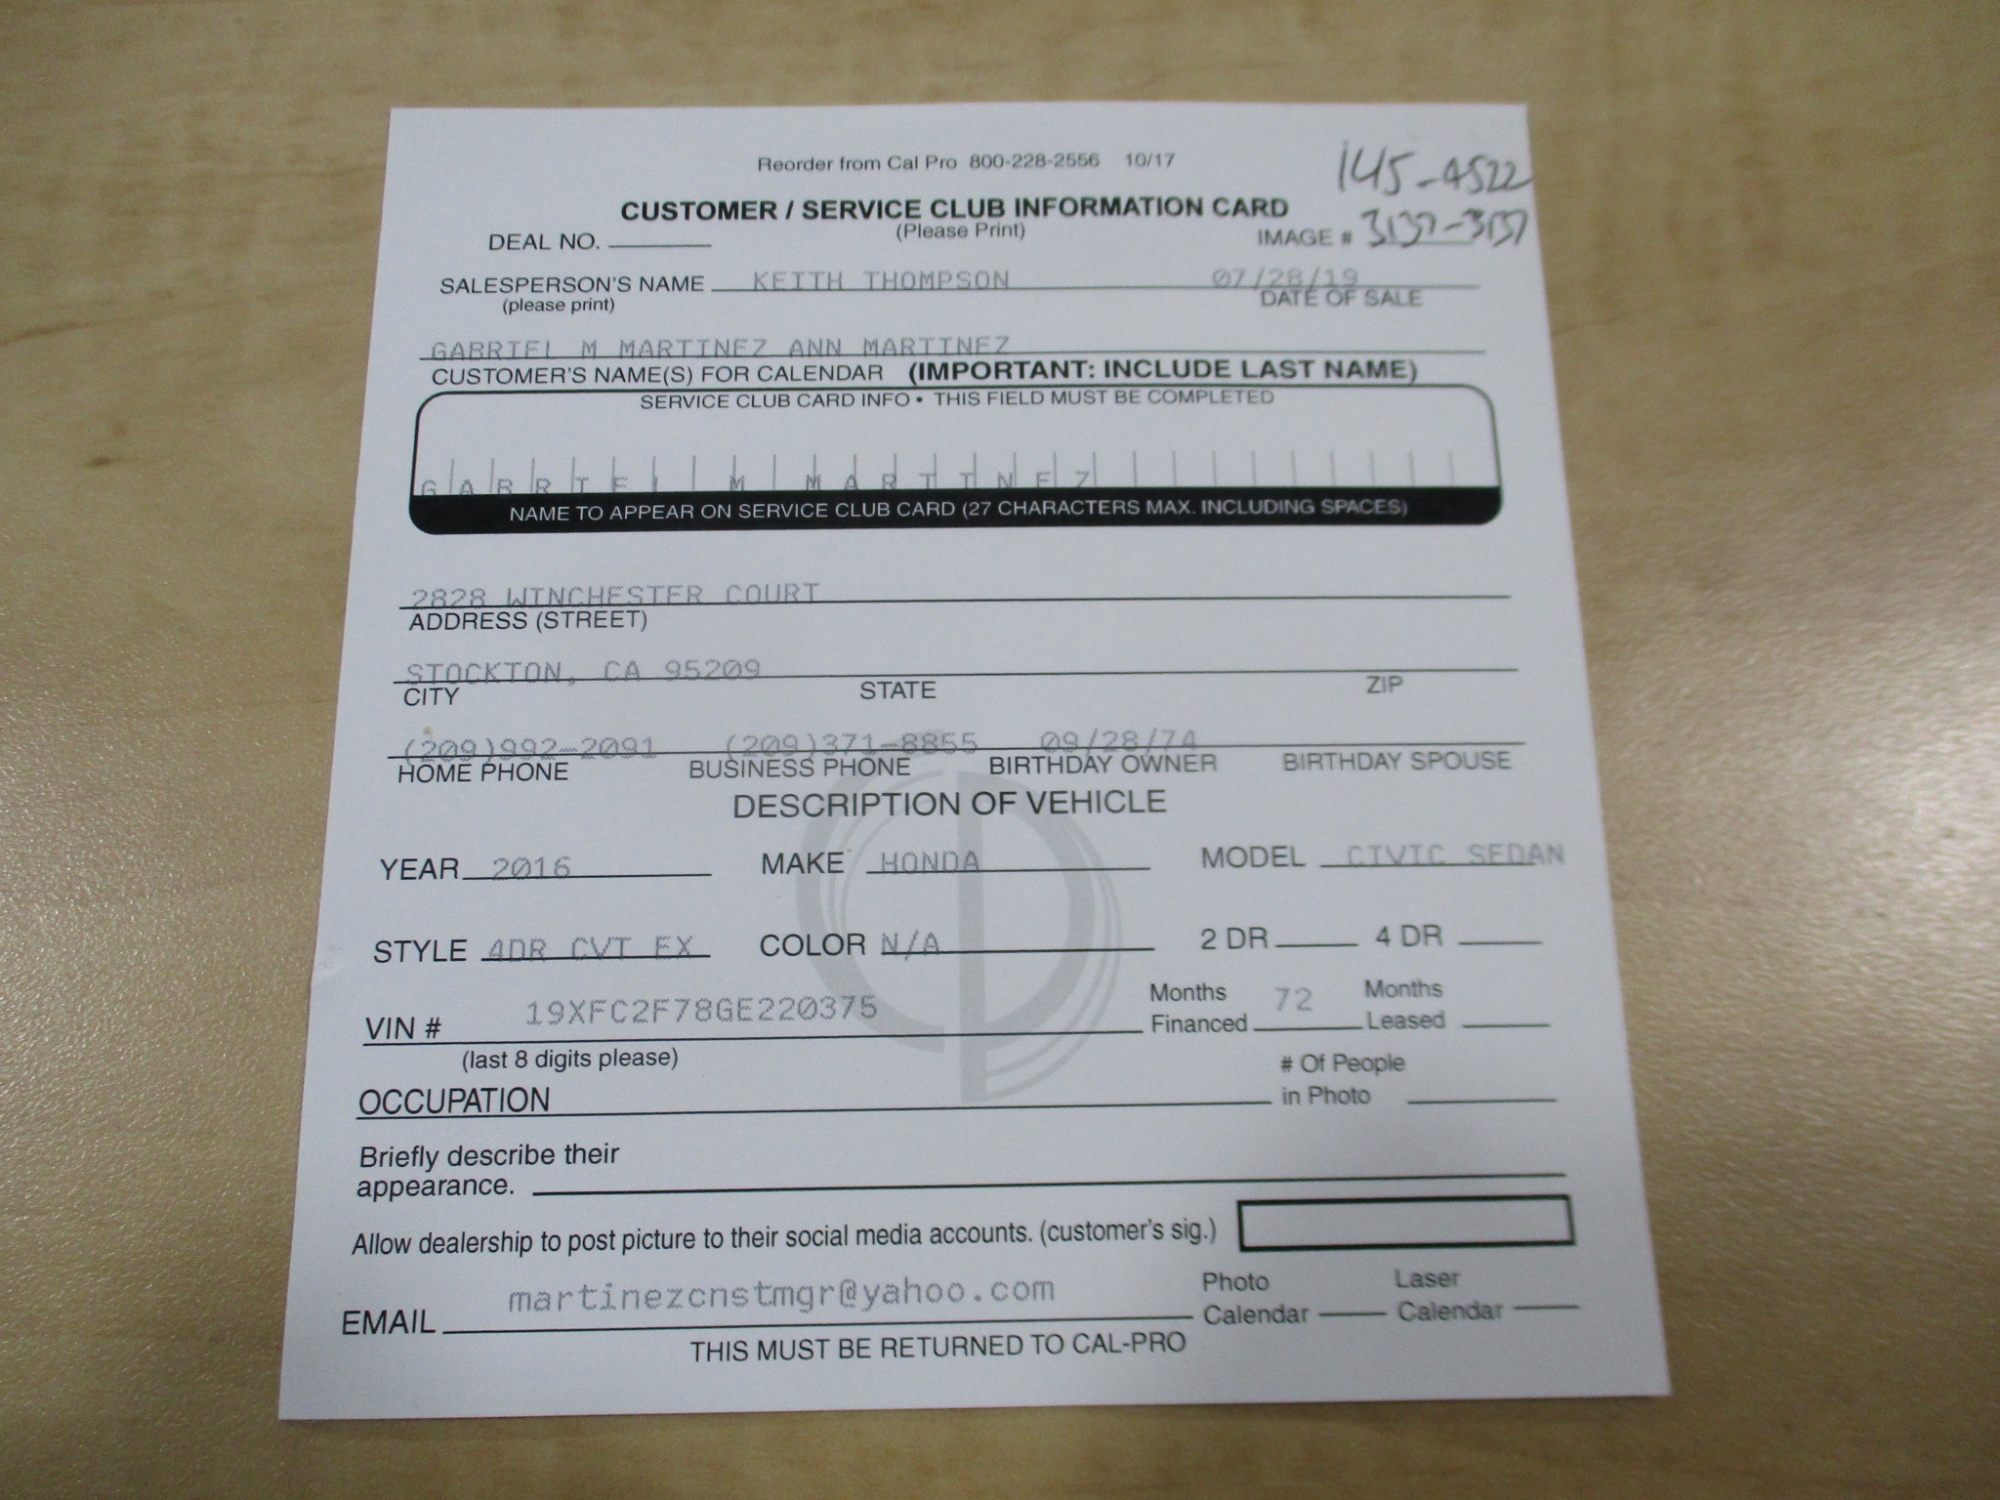 Reorder from Cal Pro 800-228-2556 10/17
145-4522
CUSTOMER / SERVICE CLUB INFORMATION CARD
(Please Print)
DEAL NO. IMAGE # 3137-3137
SALESPERSON'S NAME KEITH THOMPSON 07/28/19
(please print) DATE OF SALE
GABRIEL M MARTINEZ ANN MARTINEZ
CUSTOMER'S NAME(S) FOR CALENDAR (IMPORTANT: INCLUDE LAST NAME)
SERVICE CLUB CARD INFO • THIS FIELD MUST BE COMPLETED
GABRIEL M MARTINEZ
NAME TO APPEAR ON SERVICE CLUB CARD (27 CHARACTERS MAX. INCLUDING SPACES)
2828 WINCHESTER COURT
ADDRESS (STREET)
STOCKTON, CA 95209
CITY STATE ZIP
(209)992-2091 (209)371-8855 09/28/74
HOME PHONE BUSINESS PHONE BIRTHDAY OWNER BIRTHDAY SPOUSE
DESCRIPTION OF VEHICLE
YEAR 2016 MAKE HONDA MODEL CIVIC SEDAN
STYLE 4DR CVT EX COLOR N/A 2 DR 4 DR
VIN # 19XFC2F78GE220375 Months Financed 72 Months Leased
(last 8 digits please)
OCCUPATION # Of People in Photo
Briefly describe their
appearance.
Allow dealership to post picture to their social media accounts. (customer's sig.)
EMAIL martinezcnstmgr@yahoo.com Photo Calendar Laser Calendar
THIS MUST BE RETURNED TO CAL-PRO